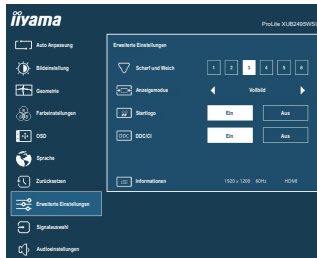 iiyama
ProLite XUB2495WSU
Auto Anpassung
Bildeinstellung
Geometrie
Farbeinstellungen
OSD
Sprache
Zurücksetzen
Erweiterte Einstellungen
Signalauswahl
Audioeinstellungen
Erweiterte Einstellungen
Scharf und Weich 1 2 3 4 5 6
Anzeigemodus Vollbild
Startlogo Ein Aus
DDC DDC/CI Ein Aus
Informationen 1920 x 1200 60Hz HDMI